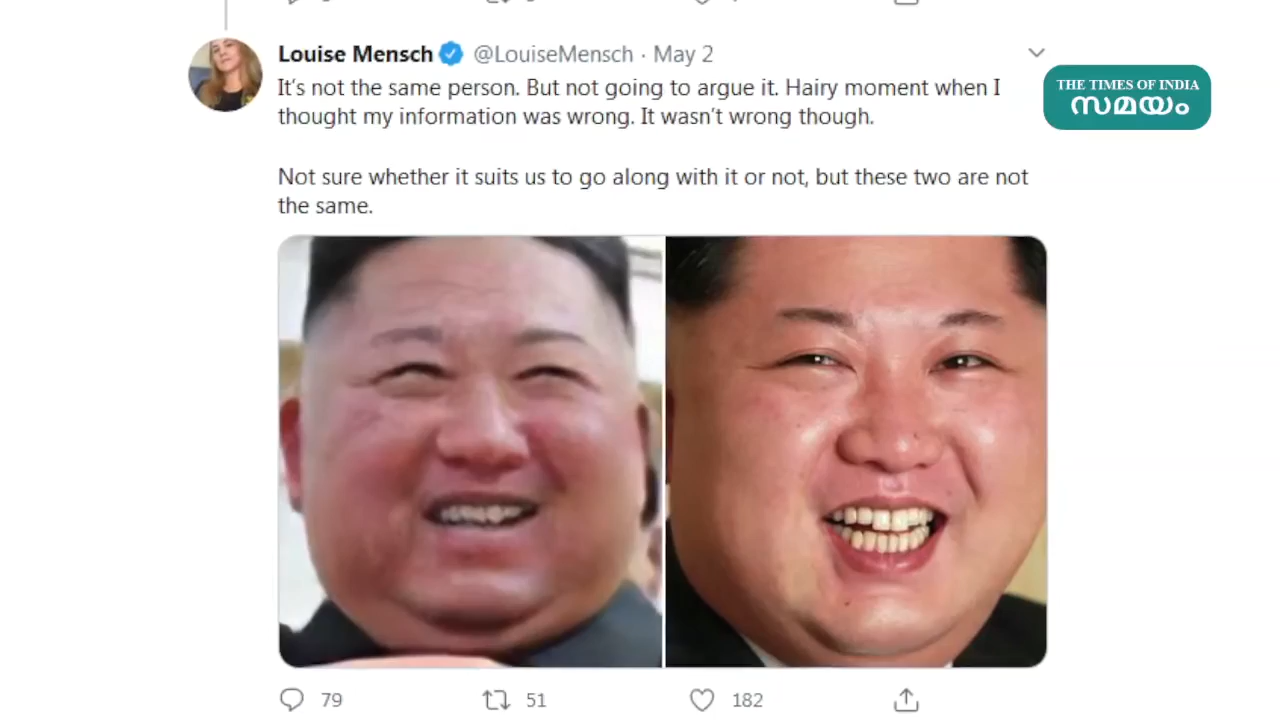 Louise Mensch @LouiseMensch · May 2
It's not the same person. But not going to argue it. Hairy moment when I
thought my information was wrong. It wasn't wrong though.
Not sure whether it suits us to go along with it or not, but these two are not
the same.
THE TIMES OF INDIA
സമയം
79 51 182